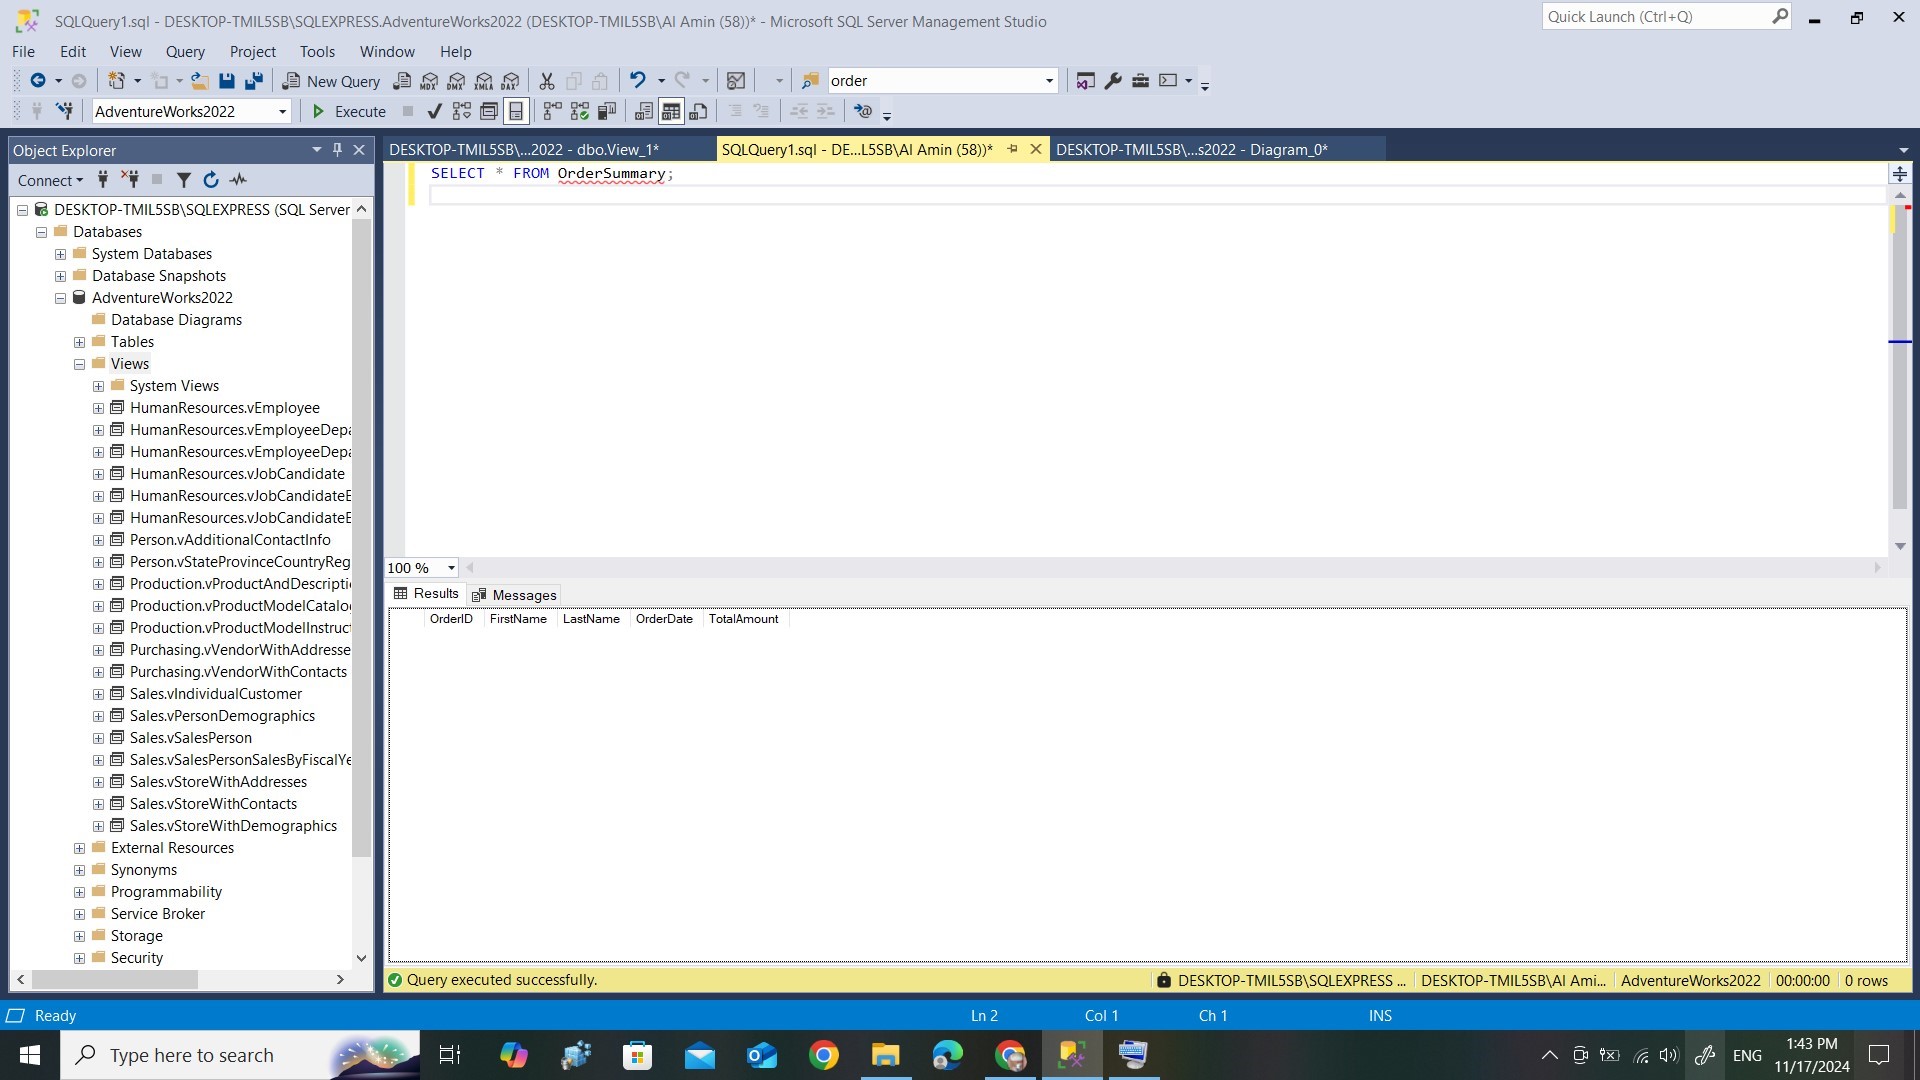 SQLQuery1.sql - DESKTOP-TMIL5SB\SQLEXPRESS.AdventureWorks2022 (DESKTOP-TMIL5SB\Al Amin (58))* - Microsoft SQL Server Management Studio
Quick Launch (Ctrl+Q)
File Edit View Query Project Tools Window Help
New Query MDX DMX XMLA DAX order
AdventureWorks2022 Execute
Object Explorer
DESKTOP-TMIL5SB\...2022 - dbo.View_1* SQLQuery1.sql - DE...L5SB\Al Amin (58))* DESKTOP-TMIL5SB\...s2022 - Diagram_0*
Connect
SELECT * FROM OrderSummary;
DESKTOP-TMIL5SB\SQLEXPRESS (SQL Server
Databases
System Databases
Database Snapshots
AdventureWorks2022
Database Diagrams
Tables
Views
System Views
HumanResources.vEmployee
HumanResources.vEmployeeDepa
HumanResources.vEmployeeDepa
HumanResources.vJobCandidate
HumanResources.vJobCandidateE
HumanResources.vJobCandidateE
Person.vAdditionalContactInfo
Person.vStateProvinceCountryReg
Production.vProductAndDescripti
Production.vProductModelCatalo
Production.vProductModelInstruct
Purchasing.vVendorWithAddresse
Purchasing.vVendorWithContacts
Sales.vIndividualCustomer
Sales.vPersonDemographics
Sales.vSalesPerson
Sales.vSalesPersonSalesByFiscalYe
Sales.vStoreWithAddresses
Sales.vStoreWithContacts
Sales.vStoreWithDemographics
External Resources
Synonyms
Programmability
Service Broker
Storage
Security
100 %
Results Messages
OrderID FirstName LastName OrderDate TotalAmount
Query executed successfully. DESKTOP-TMIL5SB\SQLEXPRESS ... DESKTOP-TMIL5SB\Al Ami... AdventureWorks2022 00:00:00 0 rows
Ready Ln 2 Col 1 Ch 1 INS
Type here to search
ENG
1:43 PM
11/17/2024